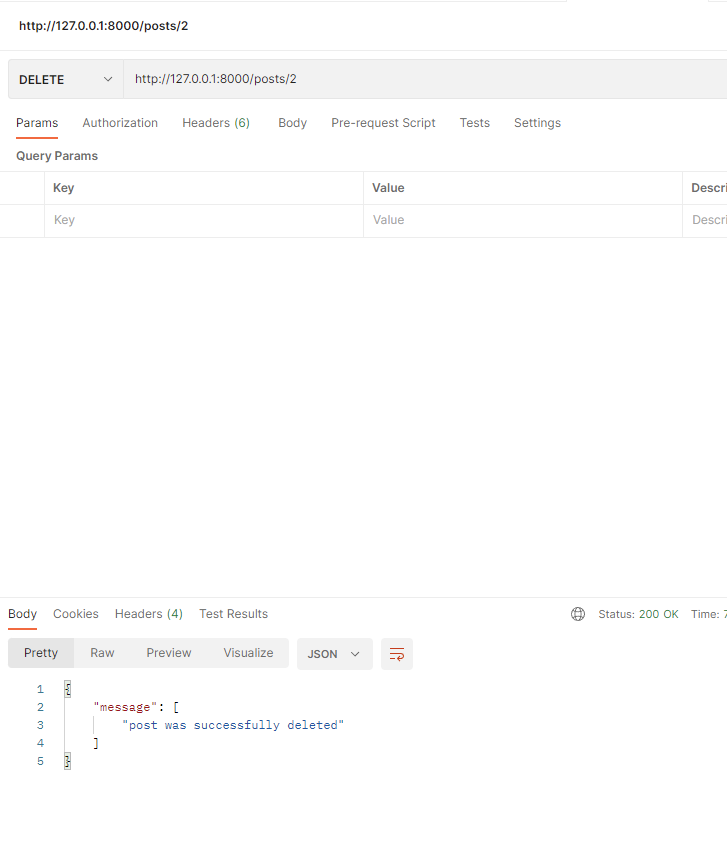 http://127.0.0.1:8000/posts/2
DELETE http://127.0.0.1:8000/posts/2
Params Authorization Headers (6) Body Pre-request Script Tests Settings
Query Params
Key Value Descri
Key Value Descri
Body Cookies Headers (4) Test Results Status: 200 OK Time: 7
Pretty Raw Preview Visualize JSON
1 {
2 "message": [
3 "post was successfully deleted"
4 ]
5 }